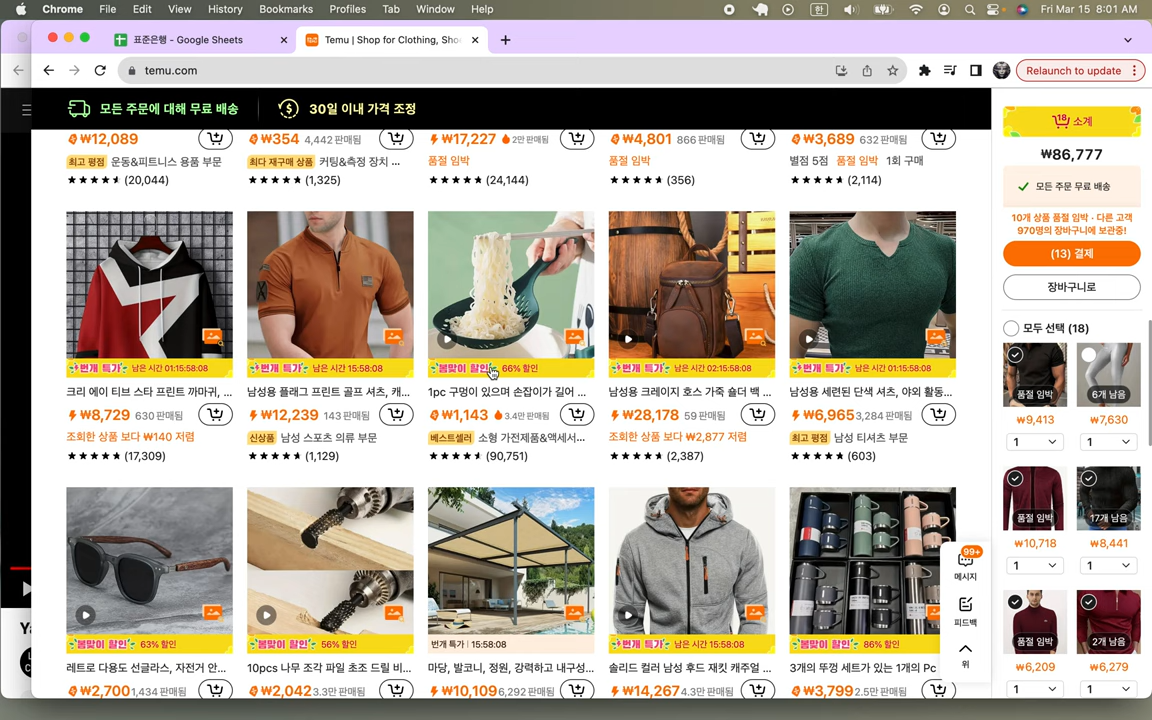 Chrome File Edit View History Bookmarks Profiles Tab Window Help 한 Fri Mar 15 8:01 AM
표준은행 - Google Sheets
Temu | Shop for Clothing, Sho
temu.com
Relaunch to update
모든 주문에 대해 무료 배송
30일 이내 가격 조정
₩12,089
최고 평점 운동&피트니스 용품 부문
(20,044)
₩354 4,442 판매됨
최다 재구매 상품 커팅&측정 장치 ...
(1,325)
₩17,227 2만 판매됨
품절 임박
(24,144)
₩4,801 866 판매됨
품절 임박
(356)
₩3,689 632 판매됨
별점 5점 품절 임박 1회 구매
(2,114)
번개 특가 남은 시간 01:15:58:08
크리 에이 티브 스타 프린트 까마귀, ...
₩8,729 630 판매됨
조회한 상품 보다 ₩140 저렴
(17,309)
번개 특가 남은 시간 02:15:58:08
남성용 플래그 프린트 골프 셔츠, 캐...
₩12,239 143 판매됨
신상품 남성 스포츠 의류 부문
(1,129)
봄맞이 할인 66% 할인
1pc 구멍이 있으며 손잡이가 길어 ...
₩1,143 3.4만 판매됨
베스트셀러 소형 가전제품&액세서...
(90,751)
번개 특가 남은 시간 02:15:58:08
남성용 크레이지 호스 가죽 숄더 백 ...
₩28,178 59 판매됨
조회한 상품 보다 ₩2,877 저렴
(2,387)
번개 특가 남은 시간 15:58:08
남성용 세련된 단색 셔츠, 야외 활동...
₩6,965 3,284 판매됨
최고 평점 남성 티셔츠 부문
(603)
봄맞이 할인 63% 할인
레트로 다용도 선글라스, 자전거 안...
₩2,700 1,434 판매됨
봄맞이 할인 56% 할인
10pcs 나무 조각 파일 초조 드릴 비...
₩2,042 3.3만 판매됨
번개 특가 | 15:58:08
마당, 발코니, 정원, 강력하고 내구성...
₩10,109 6,292 판매됨
번개 특가 남은 시간 15:58:08
솔리드 컬러 남성 후드 재킷 캐주얼 ...
₩14,267 4.3만 판매됨
봄맞이 할인 86% 할인
3개의 뚜껑 세트가 있는 1개의 Pc
₩3,799 2.5만 판매됨
99+
메시지
피드백
위
18 소계
₩86,777
모든 주문 무료 배송
10개 상품 품절 임박 · 다른 고객
970명의 장바구니에 보관중!
(13) 결제
장바구니로
모두 선택 (18)
품절 임박
₩9,413
1
6개 남음
₩7,630
1
품절 임박
₩10,718
1
17개 남음
₩8,441
1
품절 임박
₩6,209
1
2개 남음
₩6,279
1